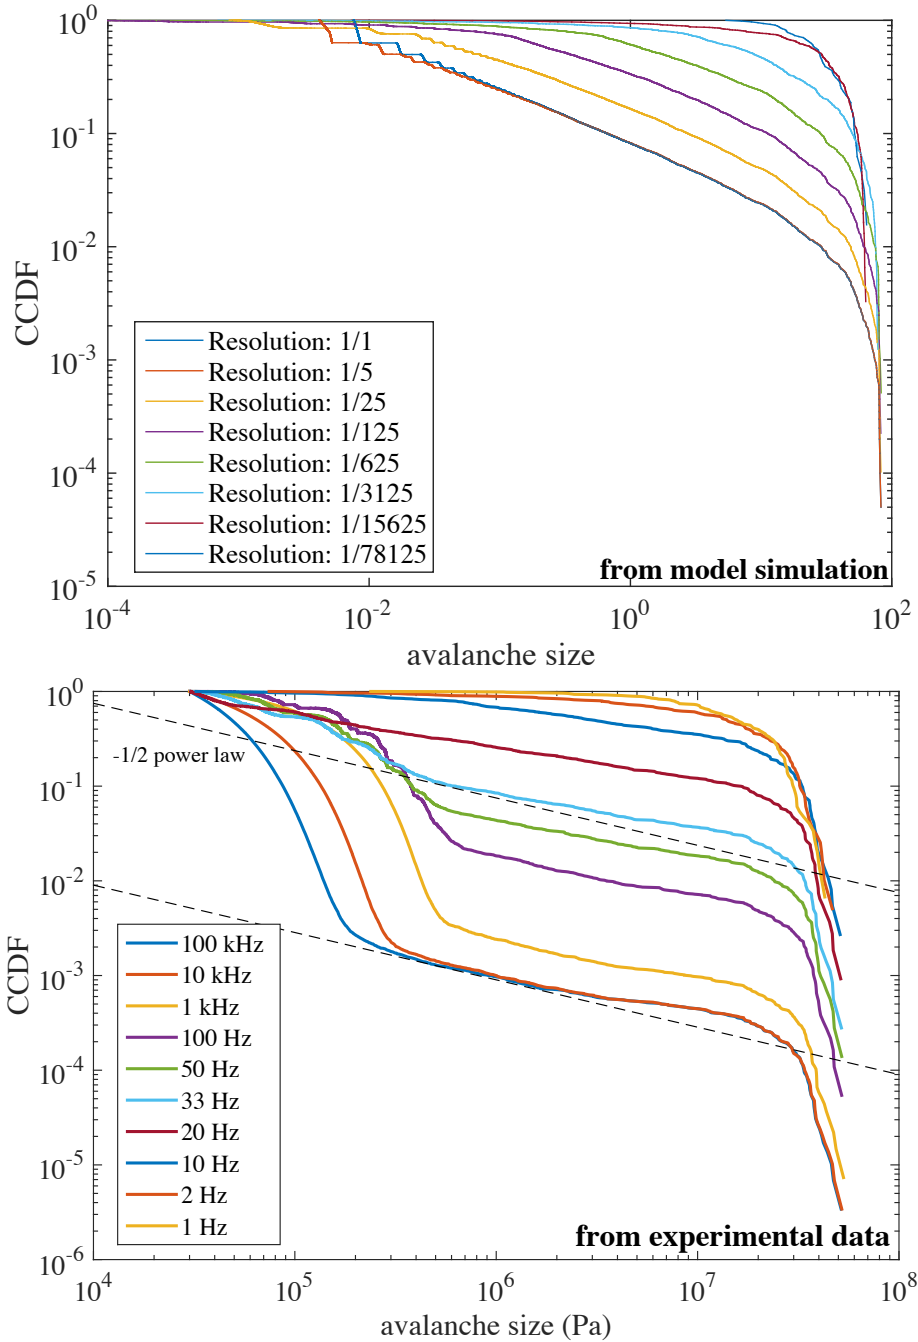 10^0
10^-1
10^-2
10^-3
10^-4
10^-5
CCDF
Resolution: 1/1
Resolution: 1/5
Resolution: 1/25
Resolution: 1/125
Resolution: 1/625
Resolution: 1/3125
Resolution: 1/15625
Resolution: 1/78125
from model simulation
10^-4 10^-2 10^0 10^2
avalanche size
10^0
10^-1
10^-2
10^-3
10^-4
10^-5
10^-6
CCDF
-1/2 power law
100 kHz
10 kHz
1 kHz
100 Hz
50 Hz
33 Hz
20 Hz
10 Hz
2 Hz
1 Hz
from experimental data
10^4 10^5 10^6 10^7 10^8
avalanche size (Pa)